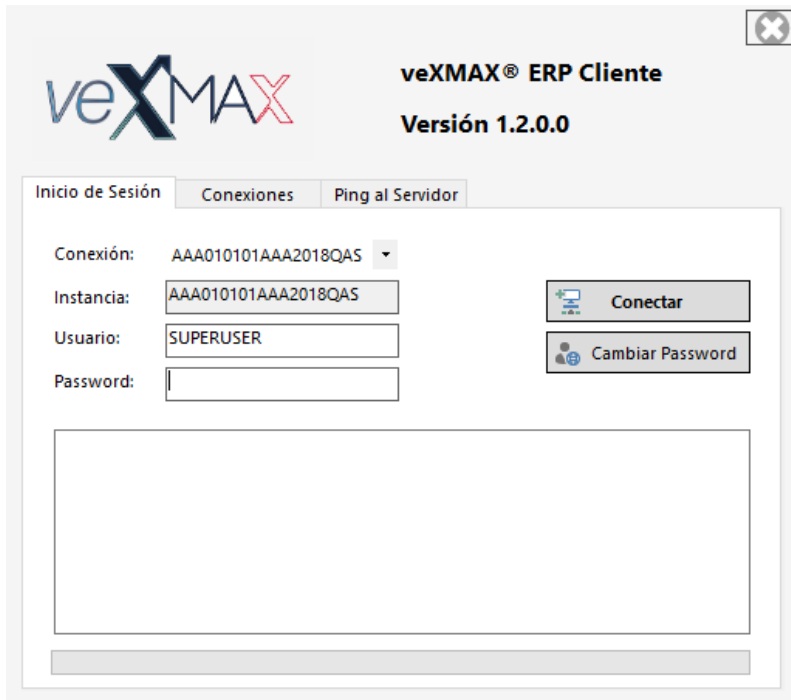 veXMAX
veXMAX® ERP Cliente
Versión 1.2.0.0
Inicio de Sesión
Conexiones
Ping al Servidor
Conexión:
AAA010101AAA2018QAS
Instancia:
AAA010101AAA2018QAS
Conectar
Usuario:
SUPERUSER
Cambiar Password
Password: